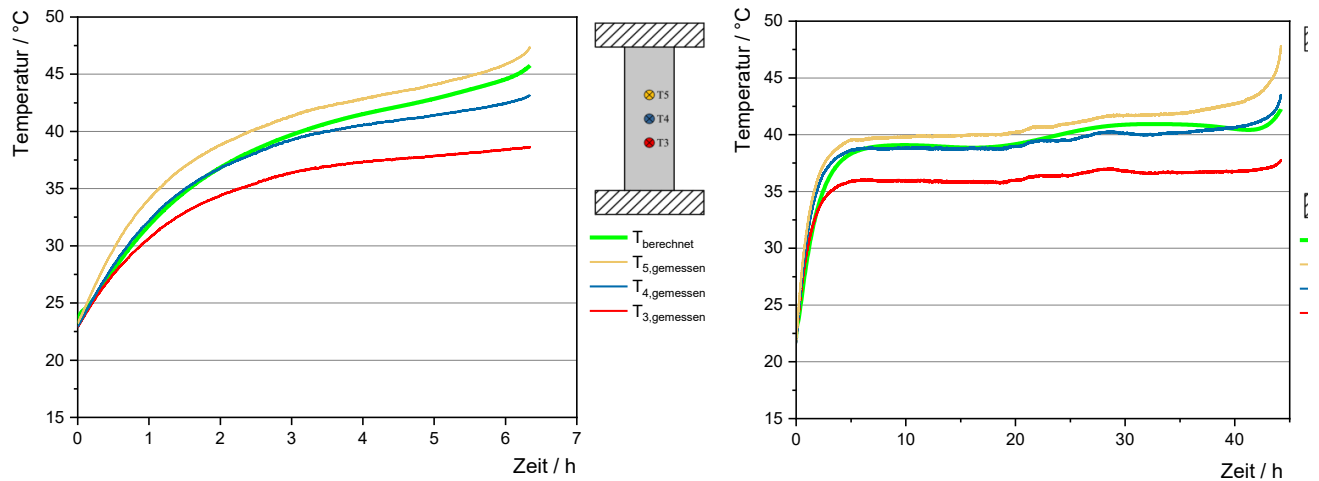 Temperatur / °C
50
45
40
35
30
25
20
15
0 1 2 3 4 5 6 7
Zeit / h
T5
T4
T3
Tberechnet
T5,gemessen
T4,gemessen
T3,gemessen
Temperatur / °C
50
45
40
35
30
25
20
15
0 10 20 30 40
Zeit / h